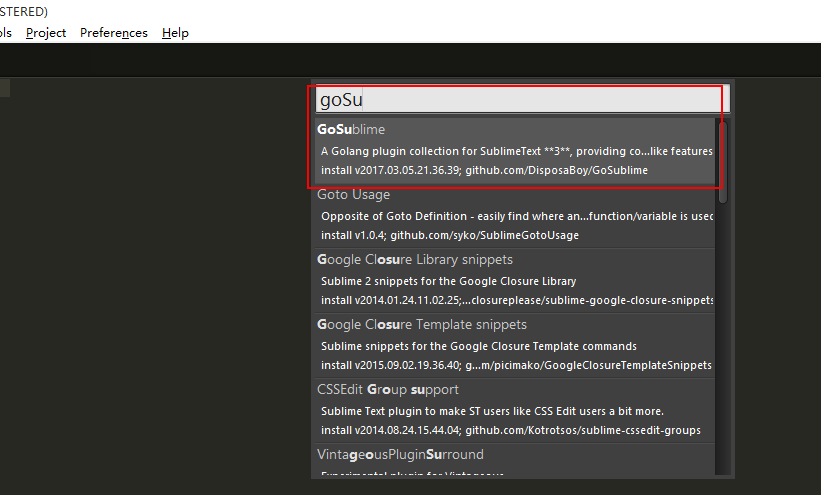 STERED)
ols Project Preferences Help
goSu
GoSublime
A Golang plugin collection for SublimeText **3**, providing co...like features
install v2017.03.05.21.36.39; github.com/DisposaBoy/GoSublime
Goto Usage
Opposite of Goto Definition - easily find where an...function/variable is used
install v1.0.4; github.com/syko/SublimeGotoUsage
Google Closure Library snippets
Sublime 2 snippets for the Google Closure Library
install v2014.01.24.11.02.25;...closureplease/sublime-google-closure-snippets
Google Closure Template snippets
Sublime snippets for the Google Closure Template commands
install v2015.09.02.19.36.40; g...m/picimako/GoogleClosureTemplateSnippets
CSSEdit Group support
Sublime Text plugin to make ST users like CSS Edit users a bit more.
install v2014.08.24.15.44.04; github.com/Kotrotsos/sublime-cssedit-groups
VintageousPluginSurround
Experimental plugin for Vintageous